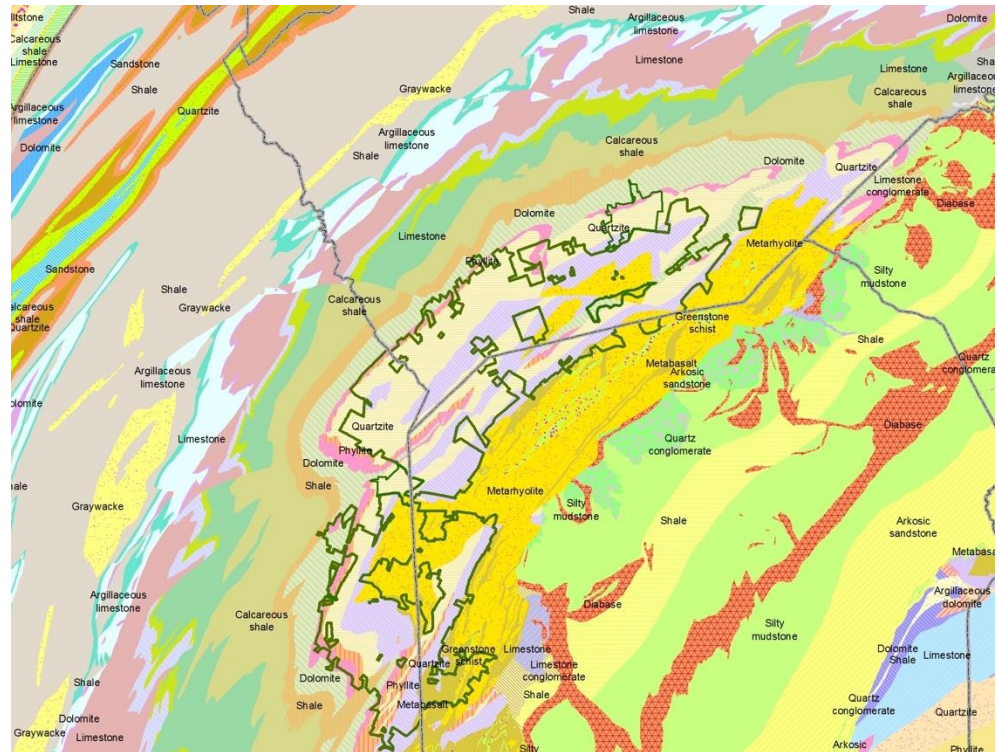 Shale
Argillaceous
limestone
Dolomite
Calcareous
shale
Limestone
Sandstone
Shale
Limestone
Limestone
Sha
Argillaceous
limestone
Graywacke
Calcareous
shale
Argillaceous
limestone
Quartzite
Argillaceous
limestone
Dolomite
Calcareous
shale
Shale
Dolomite
Quartzite
Limestone
conglomerate
Diabase
Dolomite
Quartzite
Limestone
Metarhyolite
Phyllite
Sandstone
Silty
mudstone
Shale
Calcareous
shale
Graywacke
Greenstone
schist
Quartzite
Shale
Quartz
conglomerate
Metabasalt
Arkosic
sandstone
Argillaceous
limestone
Diabase
Limestone
Quartzite
Quartz
conglomerate
Phyllite
Dolomite
Shale
Metarhyolite
Silty
mudstone
Graywacke
Shale
Arkosic
sandstone
Metabasalt
Argillaceous
dolomite
Argillaceous
limestone
Diabase
Calcareous
shale
Silty
mudstone
Greenstone
schist
Limestone
Dolomite
Shale
Limestone
Quartzite
Limestone
conglomerate
Dolomite
Phyllite
Shale
Metabasalt
Quartz
conglomerate
Quartzite
Shale
Shale
Dolomite
Limestone
Graywacke
Silty
Arkosic
Phyllite